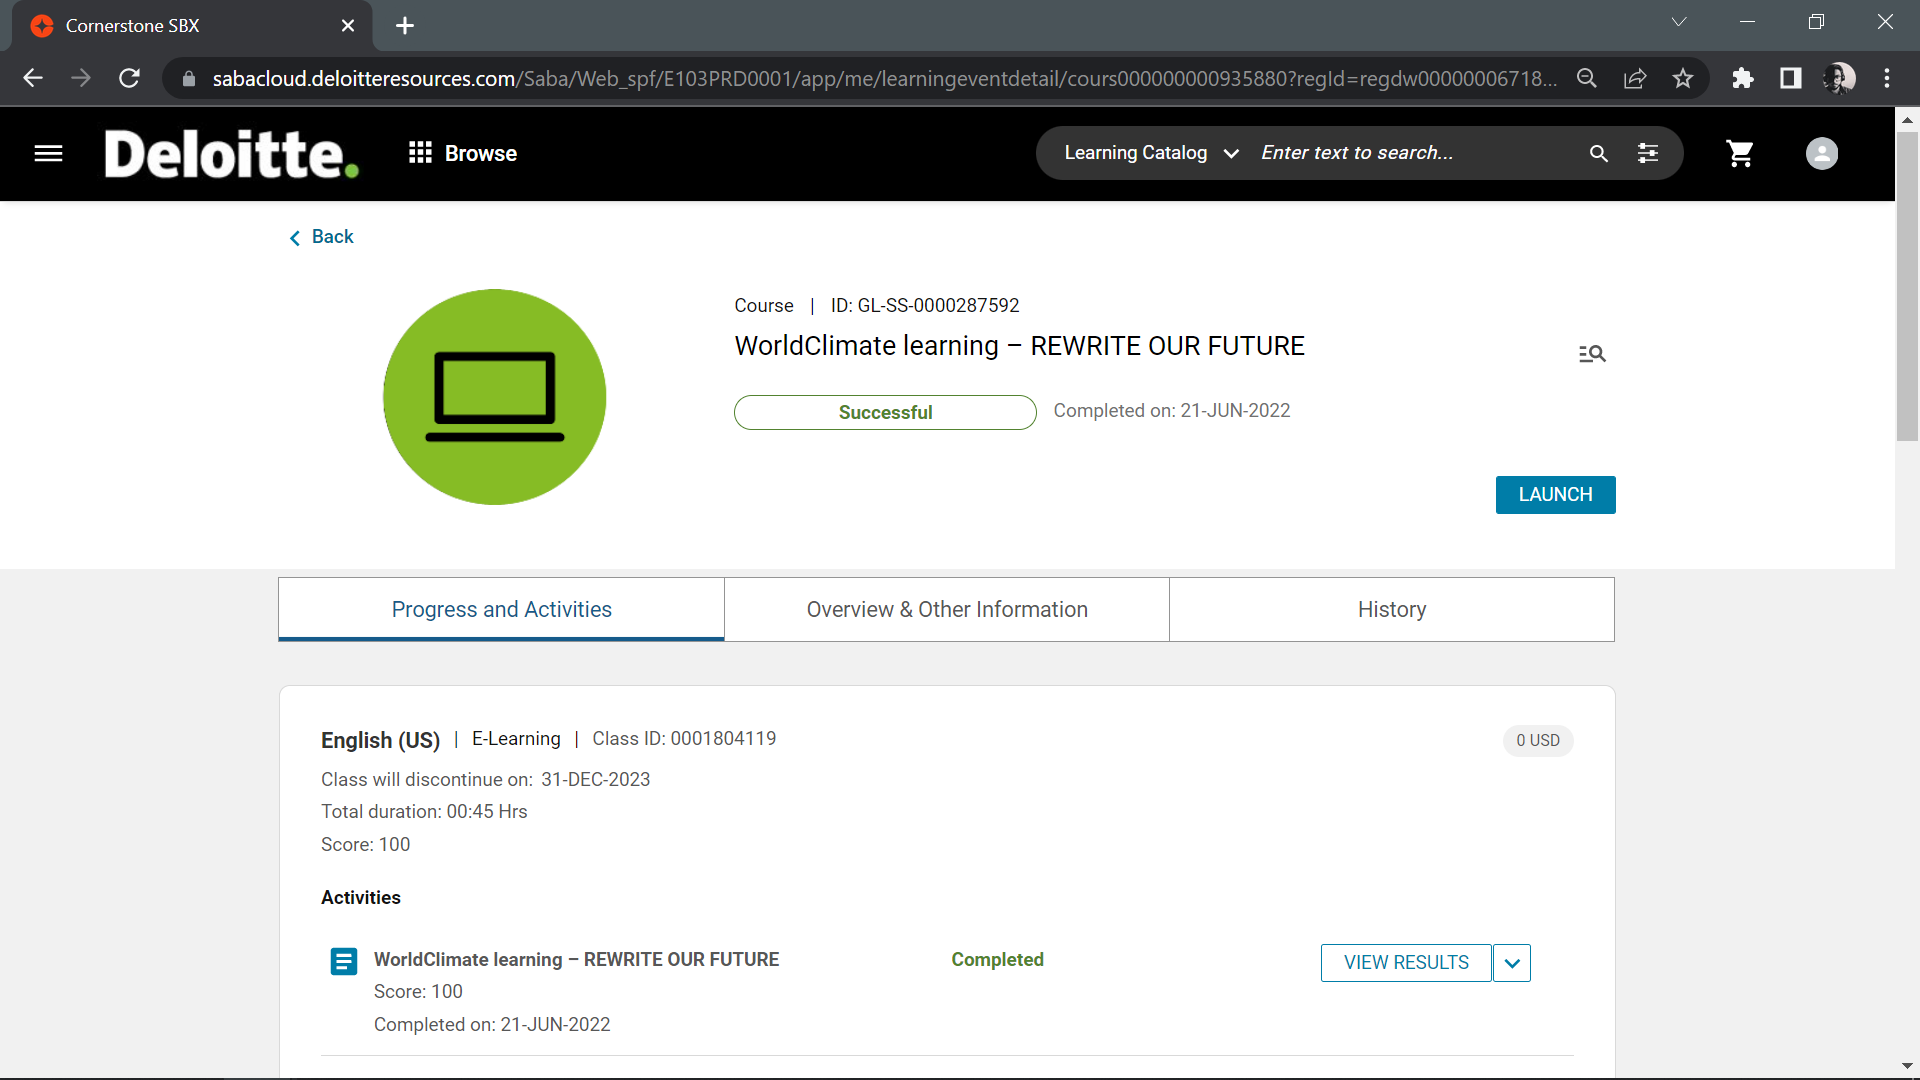 Cornerstone SBX
sabacloud.deloitteresources.com/Saba/Web_spf/E103PRD0001/app/me/learningeventdetail/cours000000000935880?regId=regdw00000006718...
Deloitte.
Browse
Learning Catalog
Enter text to search...
Back
Course | ID: GL-SS-0000287592
WorldClimate learning – REWRITE OUR FUTURE
Successful
Completed on: 21-JUN-2022
LAUNCH
Progress and Activities
Overview & Other Information
History
English (US) | E-Learning | Class ID: 0001804119
0 USD
Class will discontinue on: 31-DEC-2023
Total duration: 00:45 Hrs
Score: 100
Activities
WorldClimate learning – REWRITE OUR FUTURE
Completed
VIEW RESULTS
Score: 100
Completed on: 21-JUN-2022